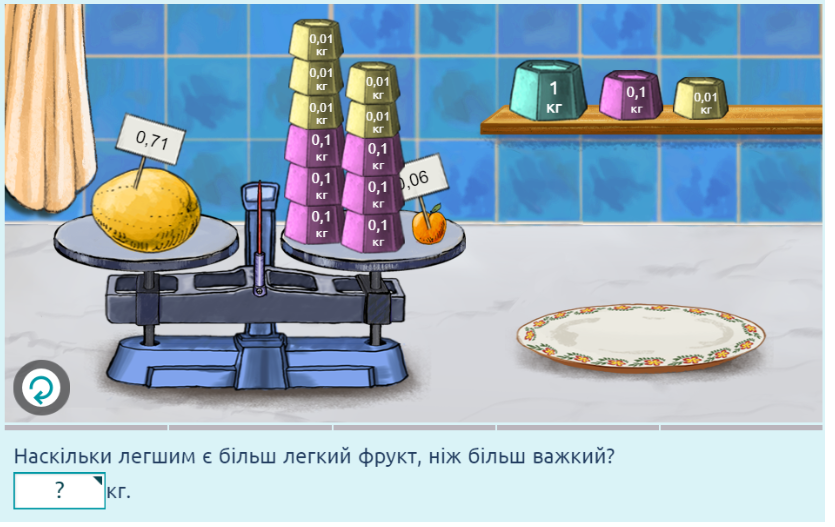 0,01
кг
0,01
кг
0,01
кг
0,1
кг
0,1
кг
0,1
кг
0,01
кг
0,01
кг
0,1
кг
0,1
кг
0,1
кг
1
кг
0,1
кг
0,01
кг
0,71
0,06
Наскільки легшим є більш легкий фрукт, ніж більш важкий?
? кг.